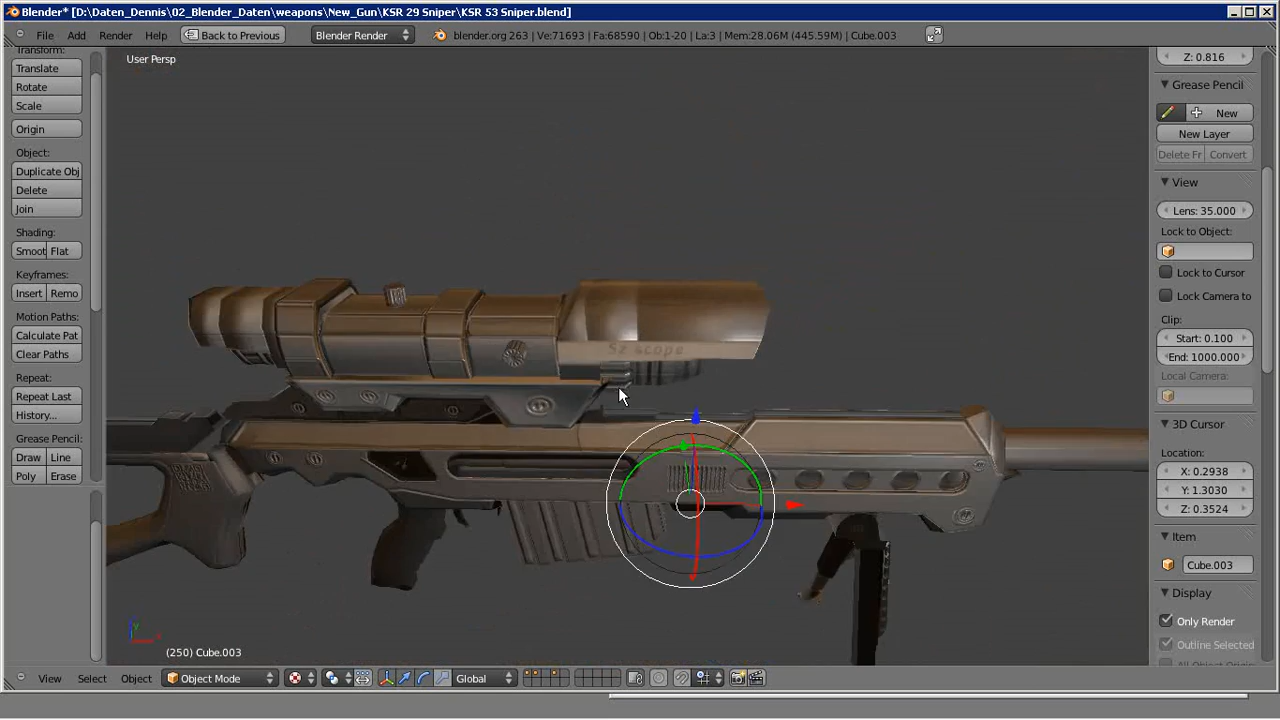 Blender* [D:\Daten_Dennis\02_Blender_Daten\weapons\New_Gun\KSR 29 Sniper\KSR 53 Sniper.blend]
File Add Render Help Back to Previous Blender Render blender.org 263 | Ve:71693 | Fa:68590 | Ob:1-20 | La:3 | Mem:28.06M (445.59M) | Cube.003
Transform:
Translate
Rotate
Scale
Origin
Object:
Duplicate Obj
Delete
Join
Shading:
Smoot Flat
Keyframes:
Insert Remo
Motion Paths:
Calculate Pat
Clear Paths
Repeat:
Repeat Last
History...
Grease Pencil:
Draw Line
Poly Erase
User Persp
Sz scope
(250) Cube.003
Z: 0.816
Grease Pencil
New
New Layer
Delete Fr Convert
View
Lens: 35.000
Lock to Object:
Lock to Cursor
Lock Camera to
Clip:
Start: 0.100
End: 1000.000
Local Camera:
3D Cursor
Location:
X: 0.2938
Y: 1.3030
Z: 0.3524
Item
Cube.003
Display
Only Render
Outline Selected
View Select Object Object Mode Global